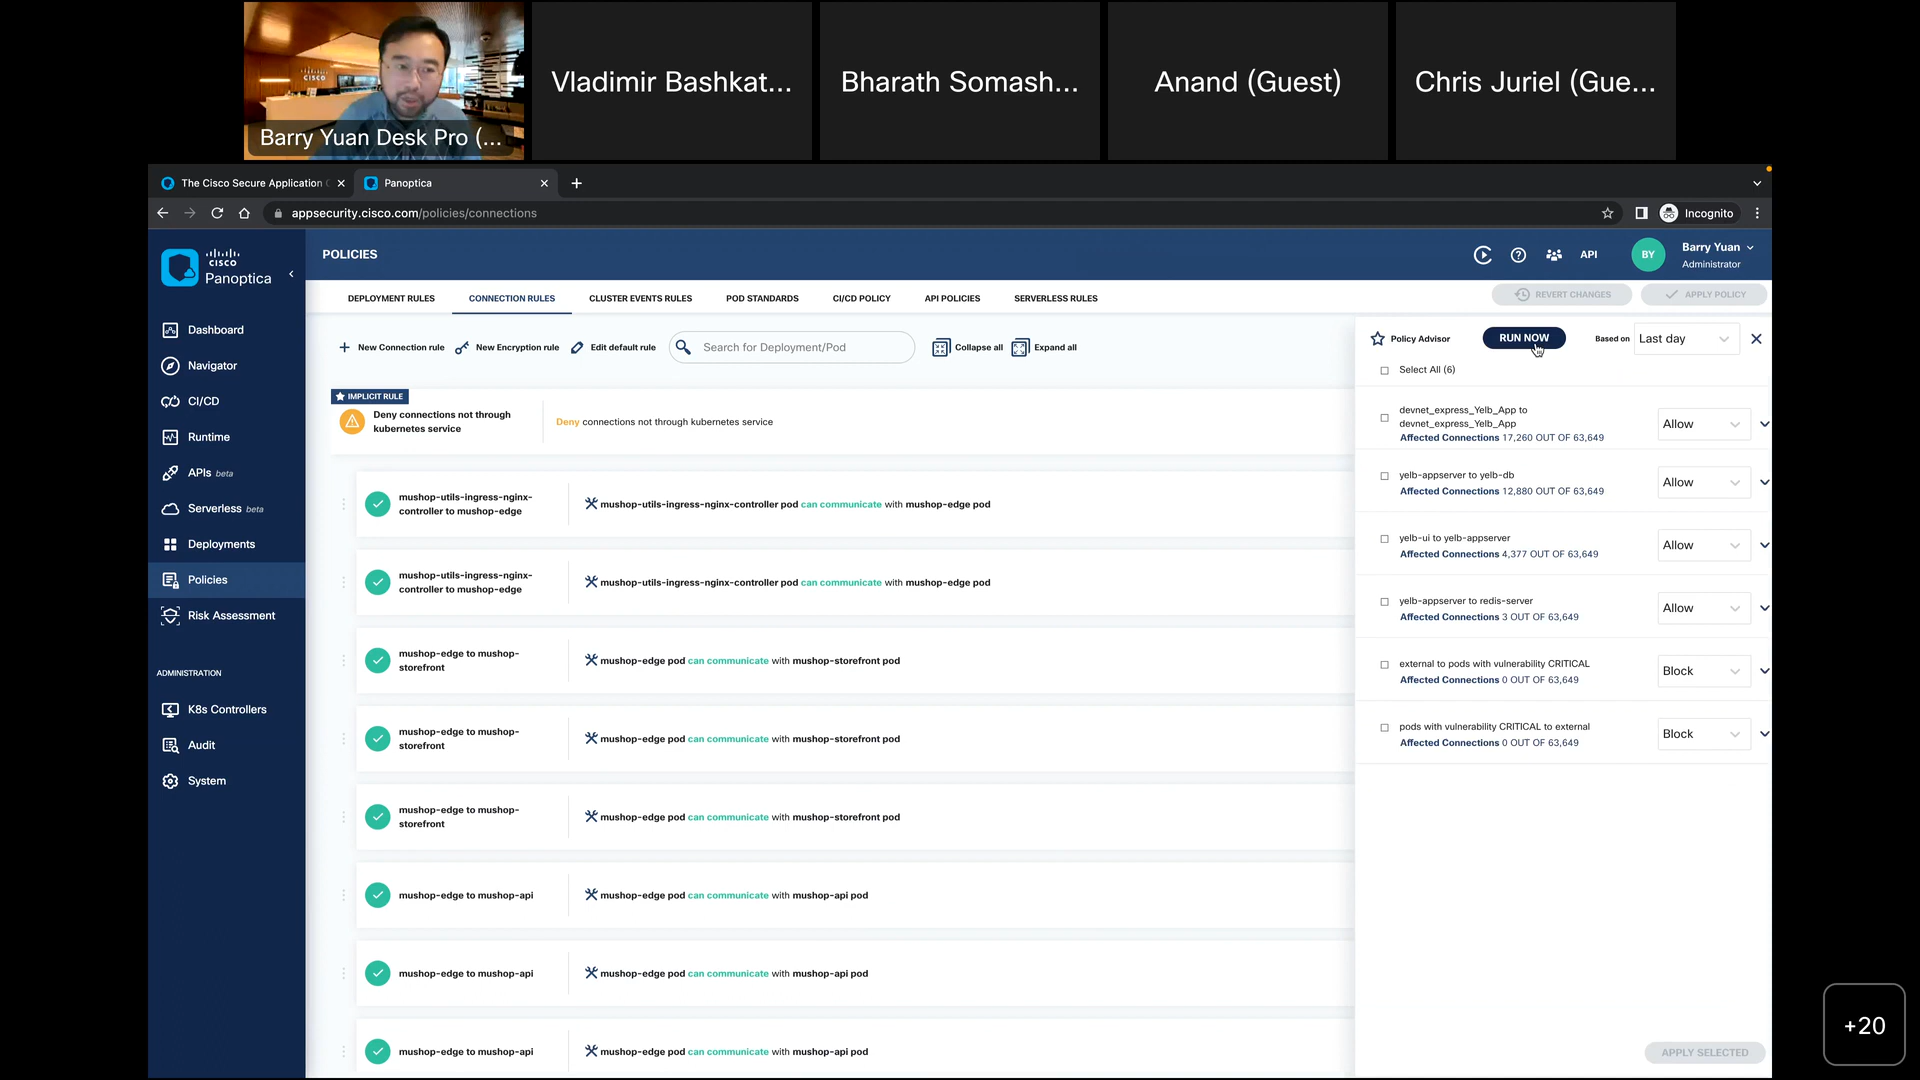 cisco
Barry Yuan Desk Pro (...
Vladimir Bashkat...
Bharath Somash...
Anand (Guest)
Chris Juriel (Gue...
The Cisco Secure Application
Panoptica
appsecurity.cisco.com/policies/connections
Incognito
cisco
Panoptica
POLICIES
API
BY
Barry Yuan
Administrator
DEPLOYMENT RULES
CONNECTION RULES
CLUSTER EVENTS RULES
POD STANDARDS
CI/CD POLICY
API POLICIES
SERVERLESS RULES
REVERT CHANGES
APPLY POLICY
Dashboard
Navigator
CI/CD
Runtime
APIs beta
Serverless beta
Deployments
Policies
Risk Assessment
ADMINISTRATION
K8s Controllers
Audit
System
New Connection rule
New Encryption rule
Edit default rule
Search for Deployment/Pod
Collapse all
Expand all
IMPLICIT RULE
Deny connections not through
kubernetes service
Deny connections not through kubernetes service
mushop-utils-ingress-nginx-
controller to mushop-edge
mushop-utils-ingress-nginx-controller pod can communicate with mushop-edge pod
mushop-utils-ingress-nginx-
controller to mushop-edge
mushop-utils-ingress-nginx-controller pod can communicate with mushop-edge pod
mushop-edge to mushop-
storefront
mushop-edge pod can communicate with mushop-storefront pod
mushop-edge to mushop-
storefront
mushop-edge pod can communicate with mushop-storefront pod
mushop-edge to mushop-
storefront
mushop-edge pod can communicate with mushop-storefront pod
mushop-edge to mushop-api
mushop-edge pod can communicate with mushop-api pod
mushop-edge to mushop-api
mushop-edge pod can communicate with mushop-api pod
mushop-edge to mushop-api
mushop-edge pod can communicate with mushop-api pod
Policy Advisor
RUN NOW
Based on
Last day
Select All (6)
devnet_express_Yelb_App to
devnet_express_Yelb_App
Affected Connections 17,260 OUT OF 63,649
Allow
yelb-appserver to yelb-db
Affected Connections 12,880 OUT OF 63,649
Allow
yelb-ui to yelb-appserver
Affected Connections 4,377 OUT OF 63,649
Allow
yelb-appserver to redis-server
Affected Connections 3 OUT OF 63,649
Allow
external to pods with vulnerability CRITICAL
Affected Connections 0 OUT OF 63,649
Block
pods with vulnerability CRITICAL to external
Affected Connections 0 OUT OF 63,649
Block
APPLY SELECTED
+20